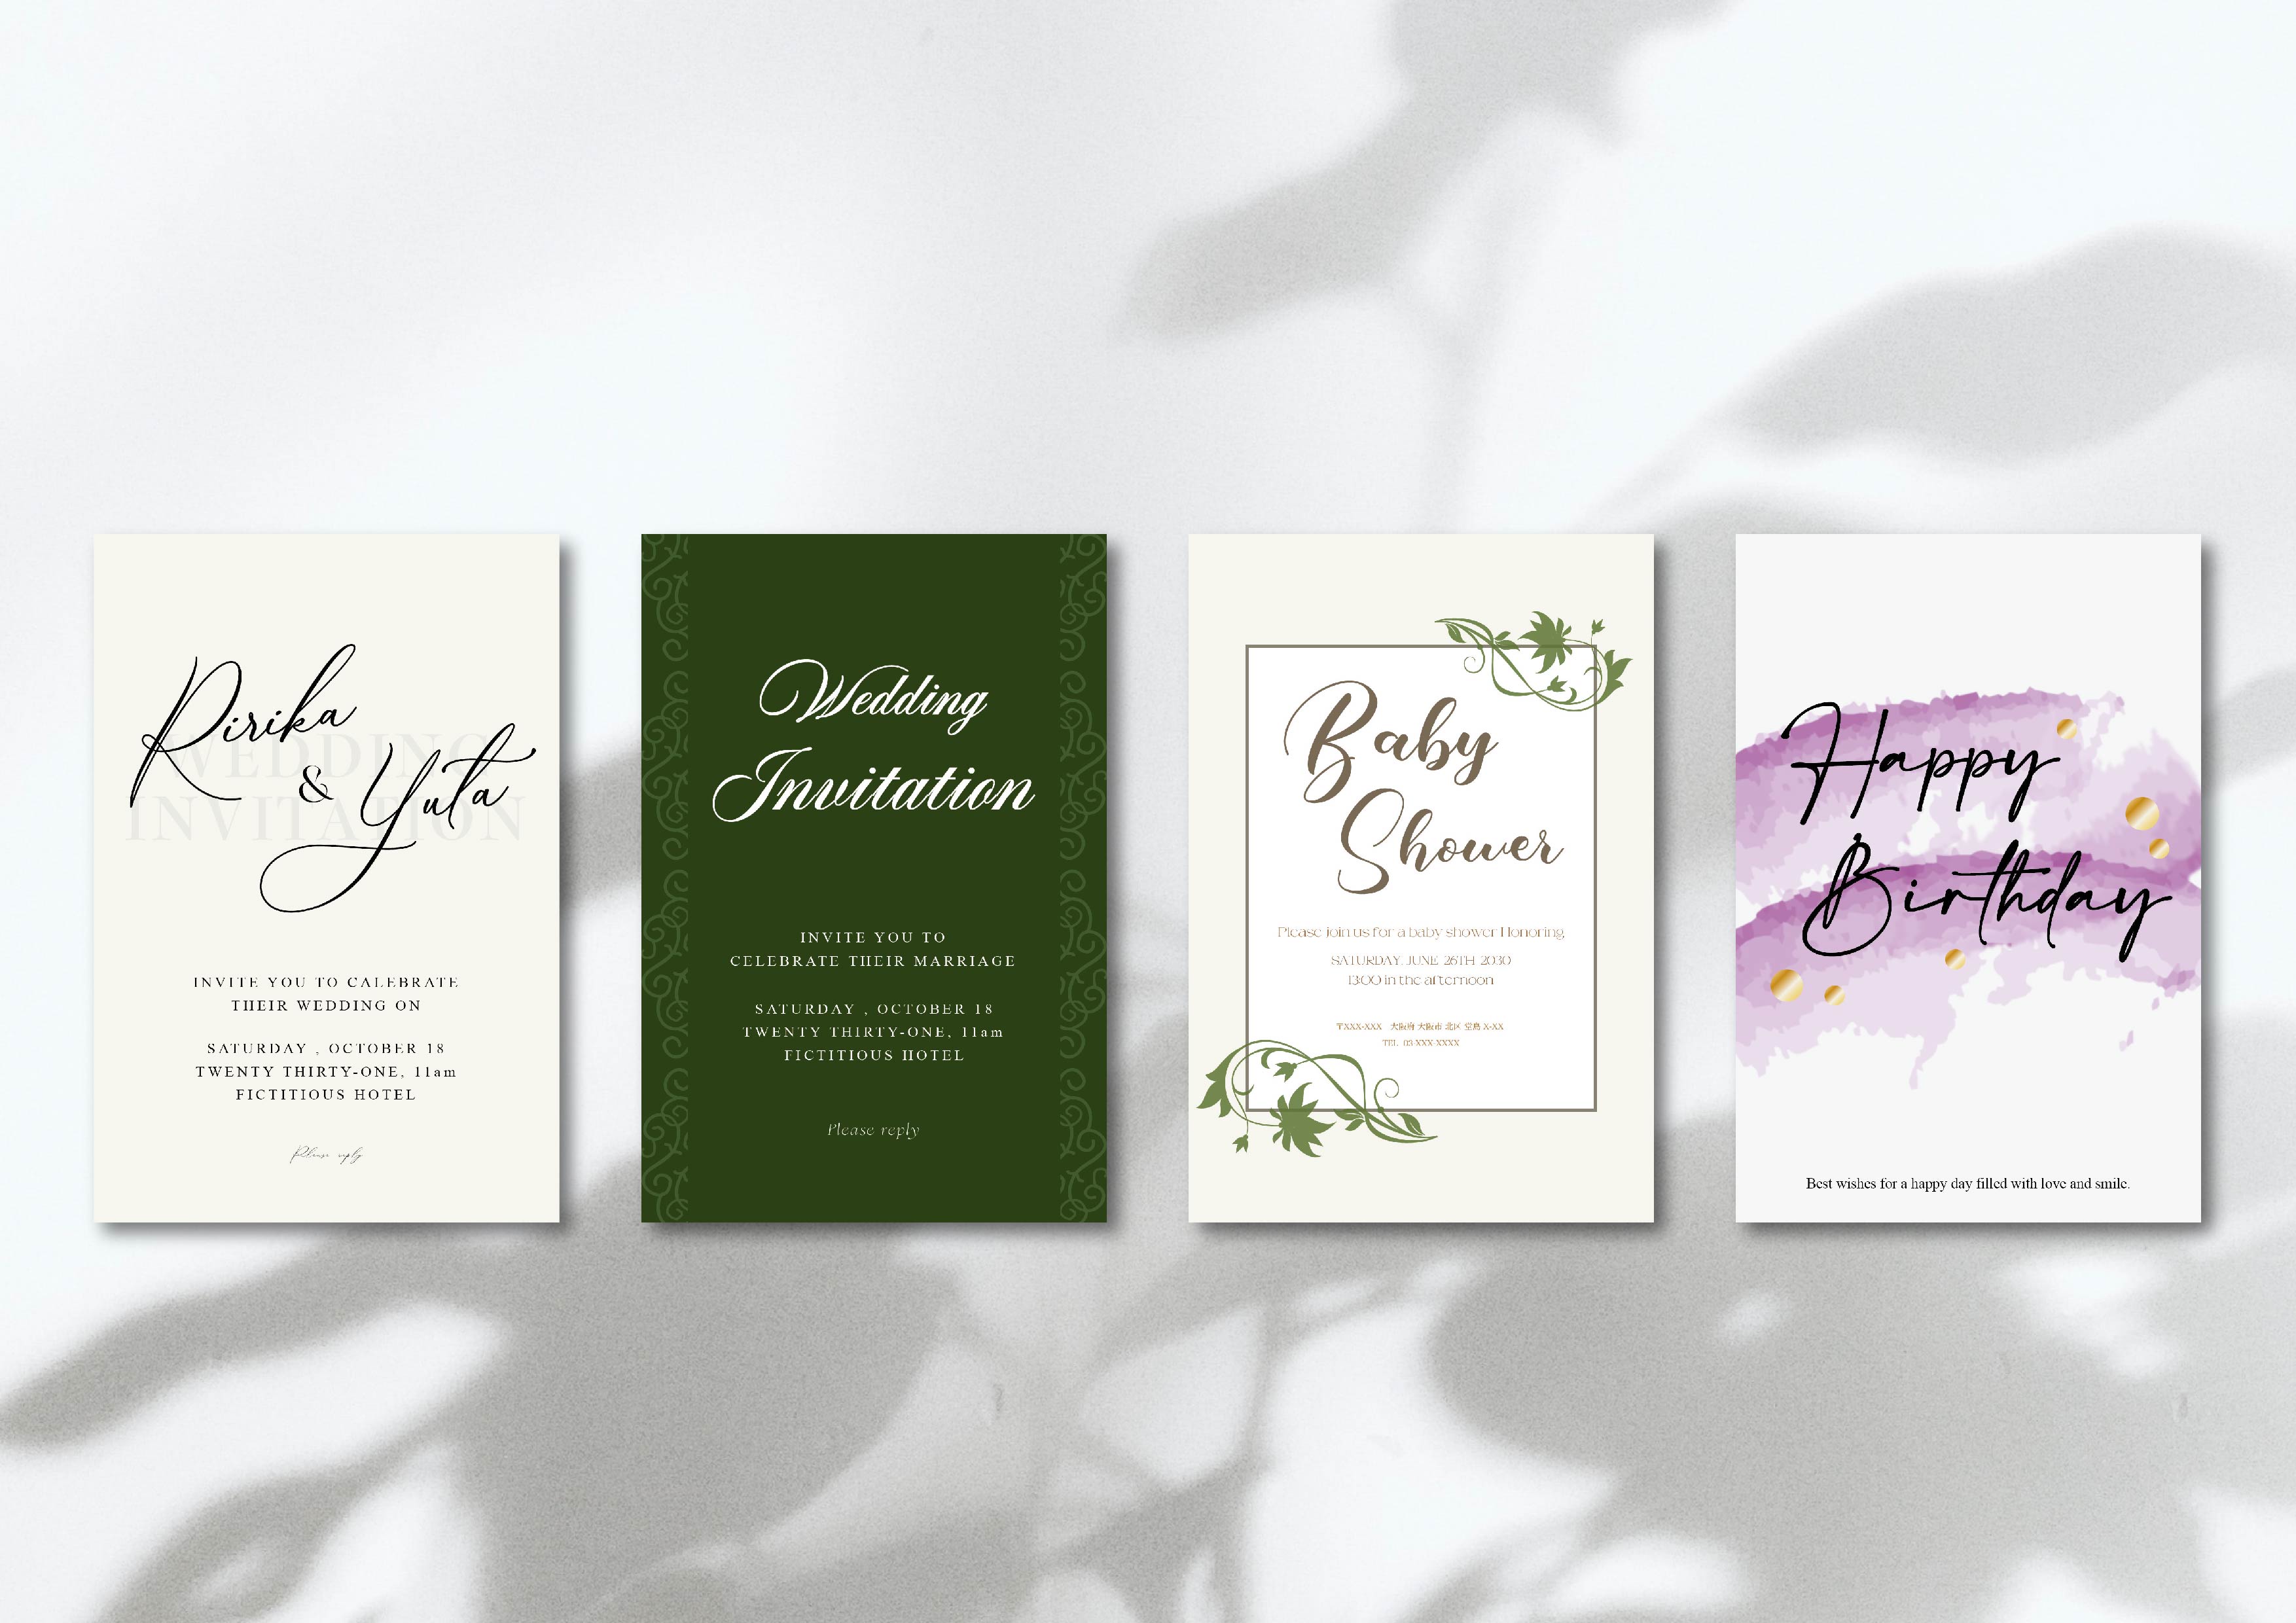 Ririka
& Yuta
WEDDING
INVITATION
INVITE YOU TO CALEBRATE
THEIR WEDDING ON
SATURDAY , OCTOBER 18
TWENTY THIRTY-ONE, 11am
FICTITIOUS HOTEL
Please reply
Wedding
Invitation
INVITE YOU TO
CELEBRATE THEIR MARRIAGE
SATURDAY , OCTOBER 18
TWENTY THIRTY-ONE, 11am
FICTITIOUS HOTEL
Please reply
Baby
Shower
Please join us for a baby shower Honoring
SATURDAY, JUNE 26TH 2030
13:00 in the afternoon
〒XXX-XXX 大阪府 大阪市 北区 堂島 X-XX
TEL 03-XXX-XXXX
Happy
Birthday
Best wishes for a happy day filled with love and smile.